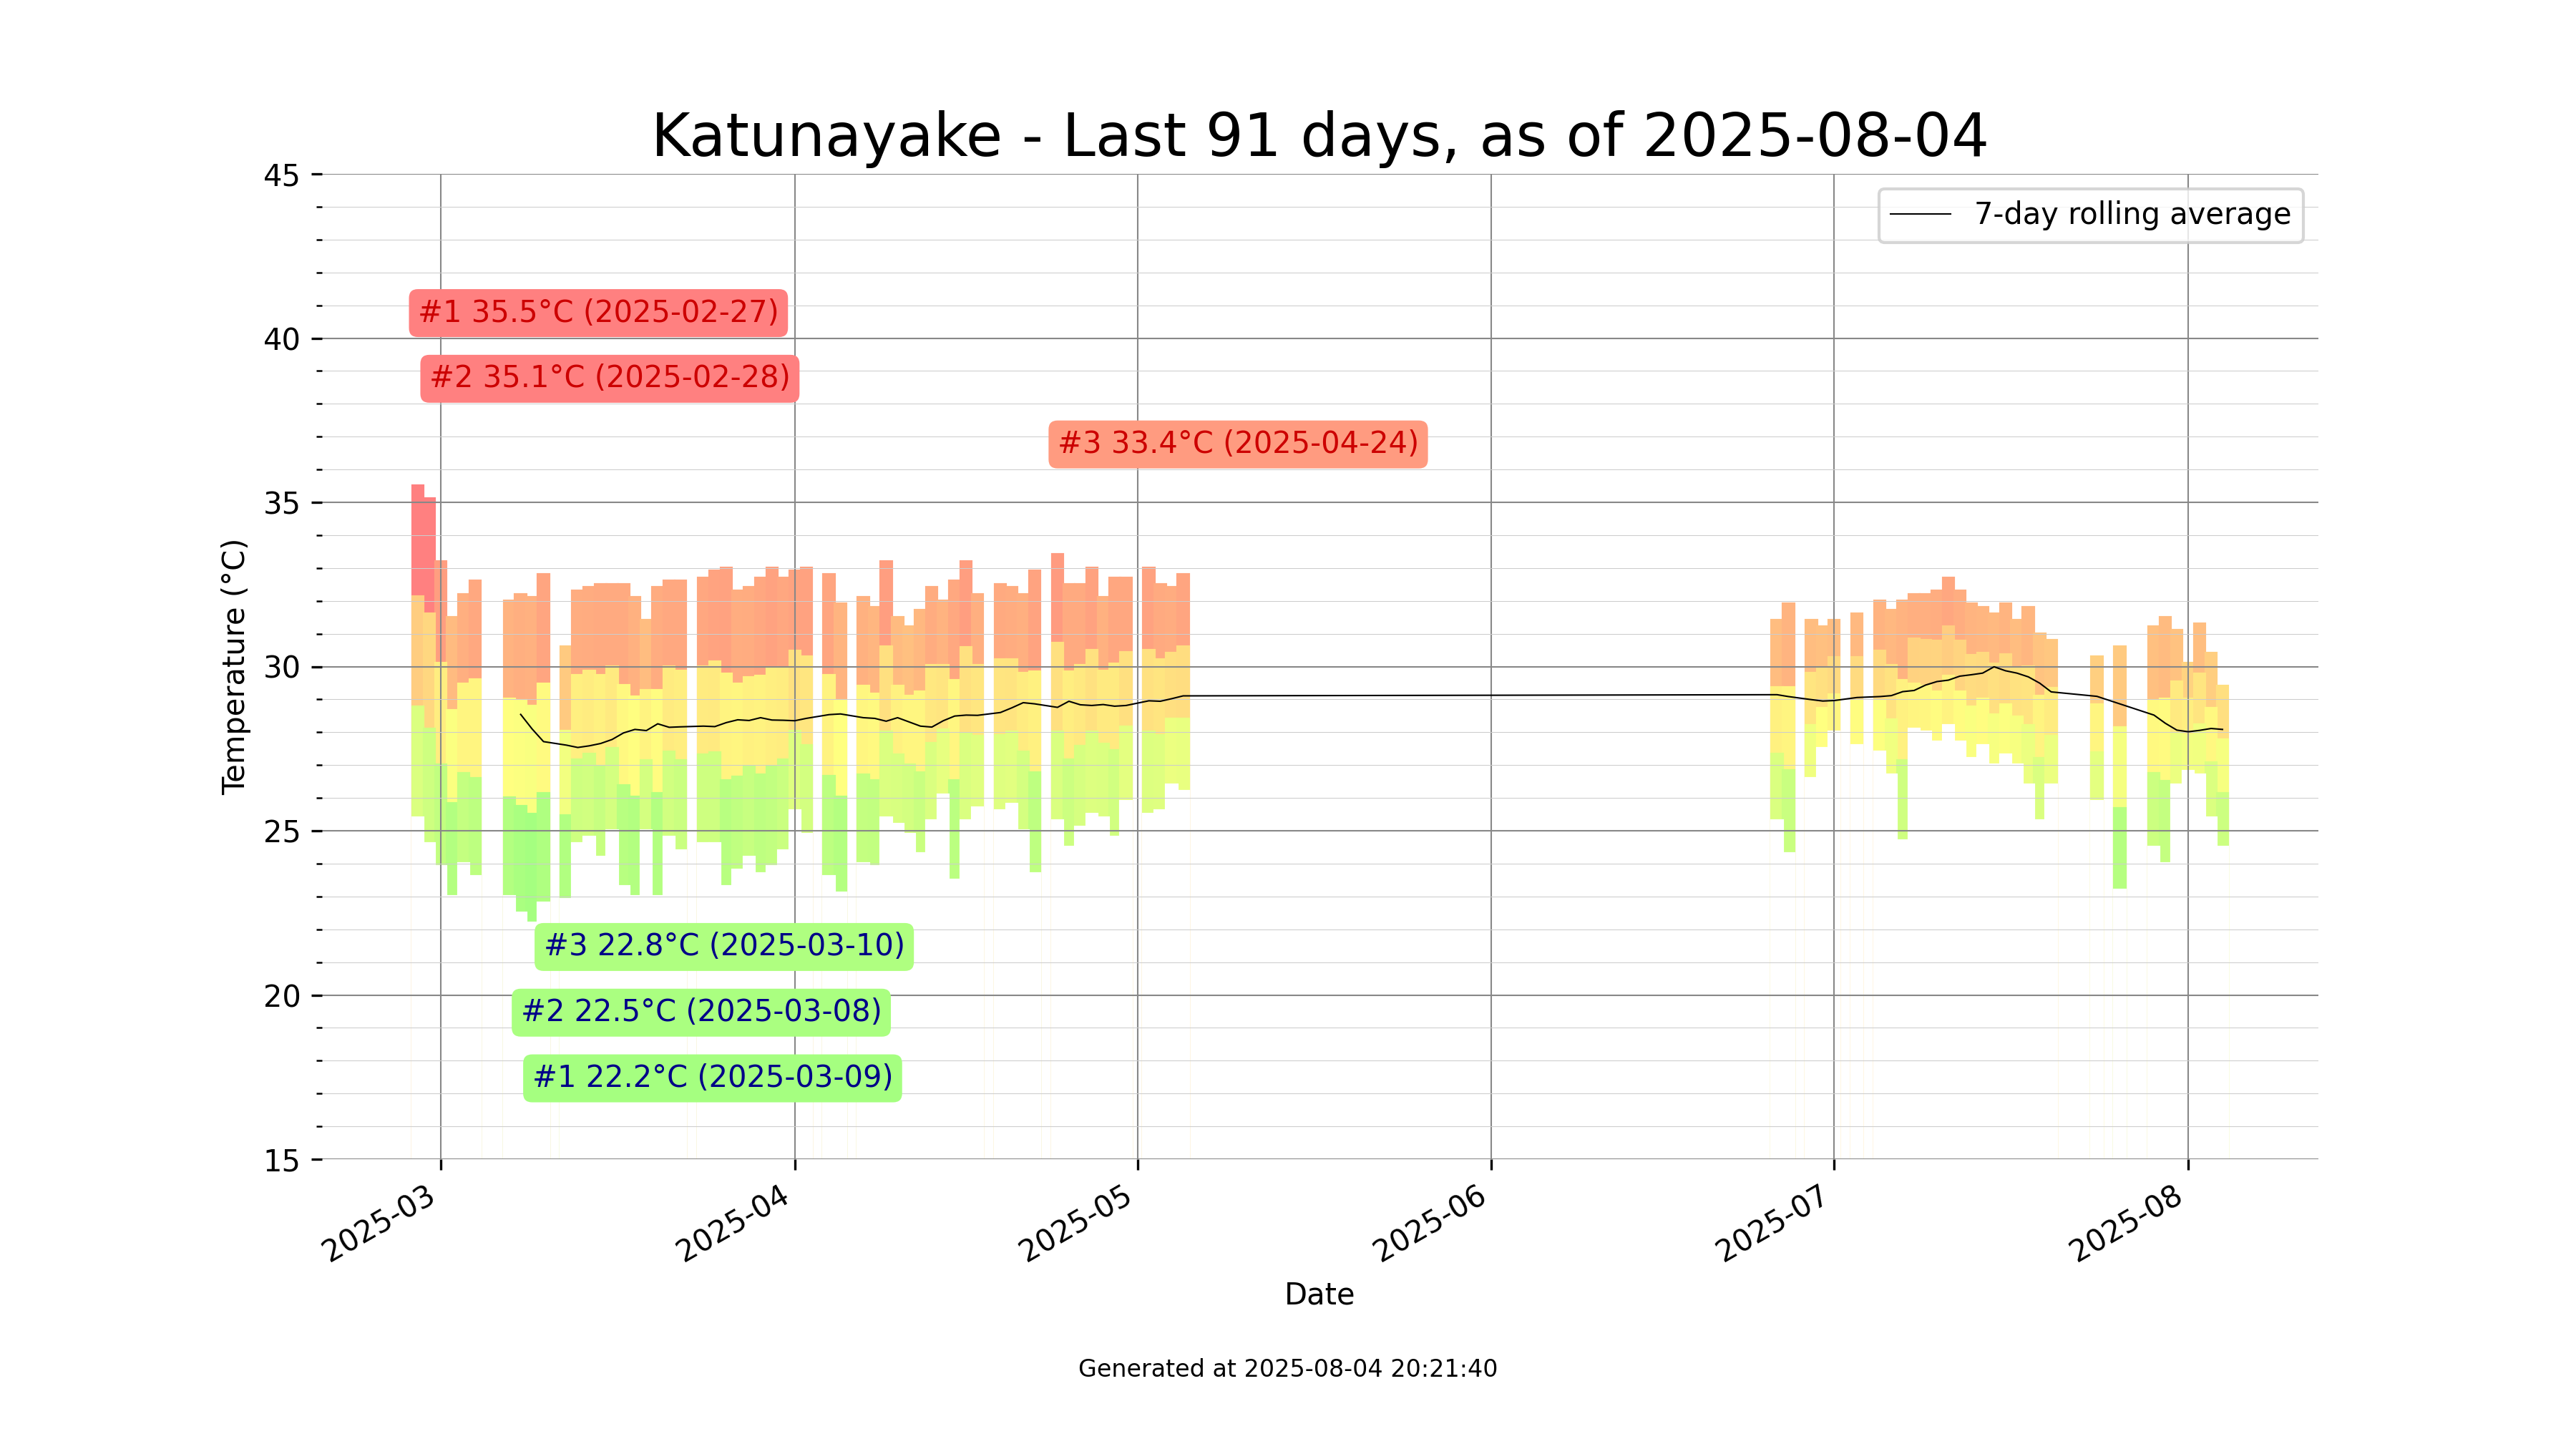 Katunayake - Last 91 days, as of 2025-08-04
7-day rolling average
45
40
35
30
25
20
15
Temperature (°C)
#1 35.5°C (2025-02-27)
#2 35.1°C (2025-02-28)
#3 33.4°C (2025-04-24)
#3 22.8°C (2025-03-10)
#2 22.5°C (2025-03-08)
#1 22.2°C (2025-03-09)
2025-03
2025-04
2025-05
2025-06
2025-07
2025-08
Date
Generated at 2025-08-04 20:21:40